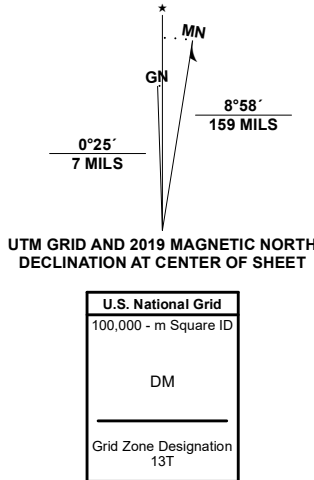 ★
MN
GN
8°58´
159 MILS
0°25´
7 MILS
UTM GRID AND 2019 MAGNETIC NORTH
DECLINATION AT CENTER OF SHEET
U.S. National Grid
100,000 - m Square ID
DM
Grid Zone Designation
13T